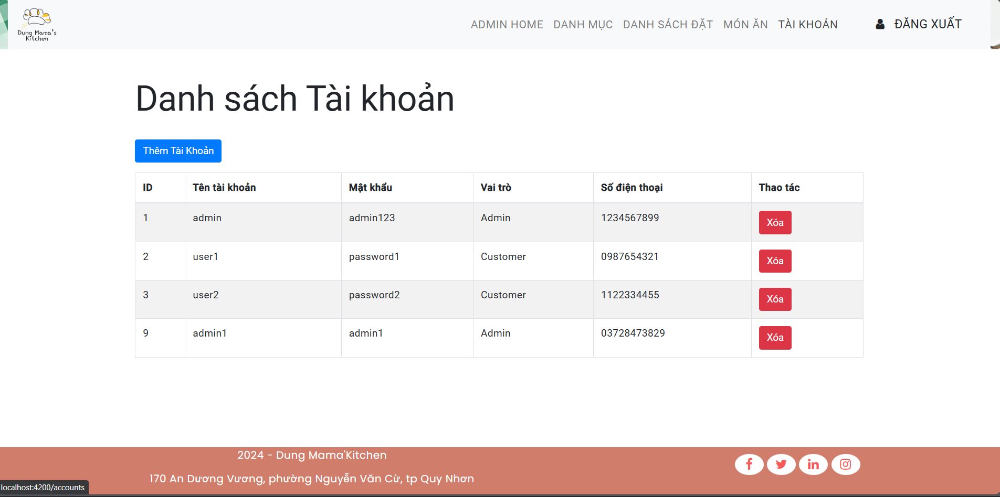 Dung Mama's
Kitchen
ADMIN HOME DANH MỤC DANH SÁCH ĐẶT MÓN ĂN TÀI KHOẢN ĐĂNG XUẤT
Danh sách Tài khoản
Thêm Tài Khoản
ID Tên tài khoản Mật khẩu Vai trò Số điện thoại Thao tác
1 admin admin123 Admin 1234567899 Xóa
2 user1 password1 Customer 0987654321 Xóa
3 user2 password2 Customer 1122334455 Xóa
9 admin1 admin1 Admin 03728473829 Xóa
2024 - Dung Mama'Kitchen
170 An Dương Vương, phường Nguyễn Văn Cừ, tp Quy Nhơn
localhost:4200/accounts